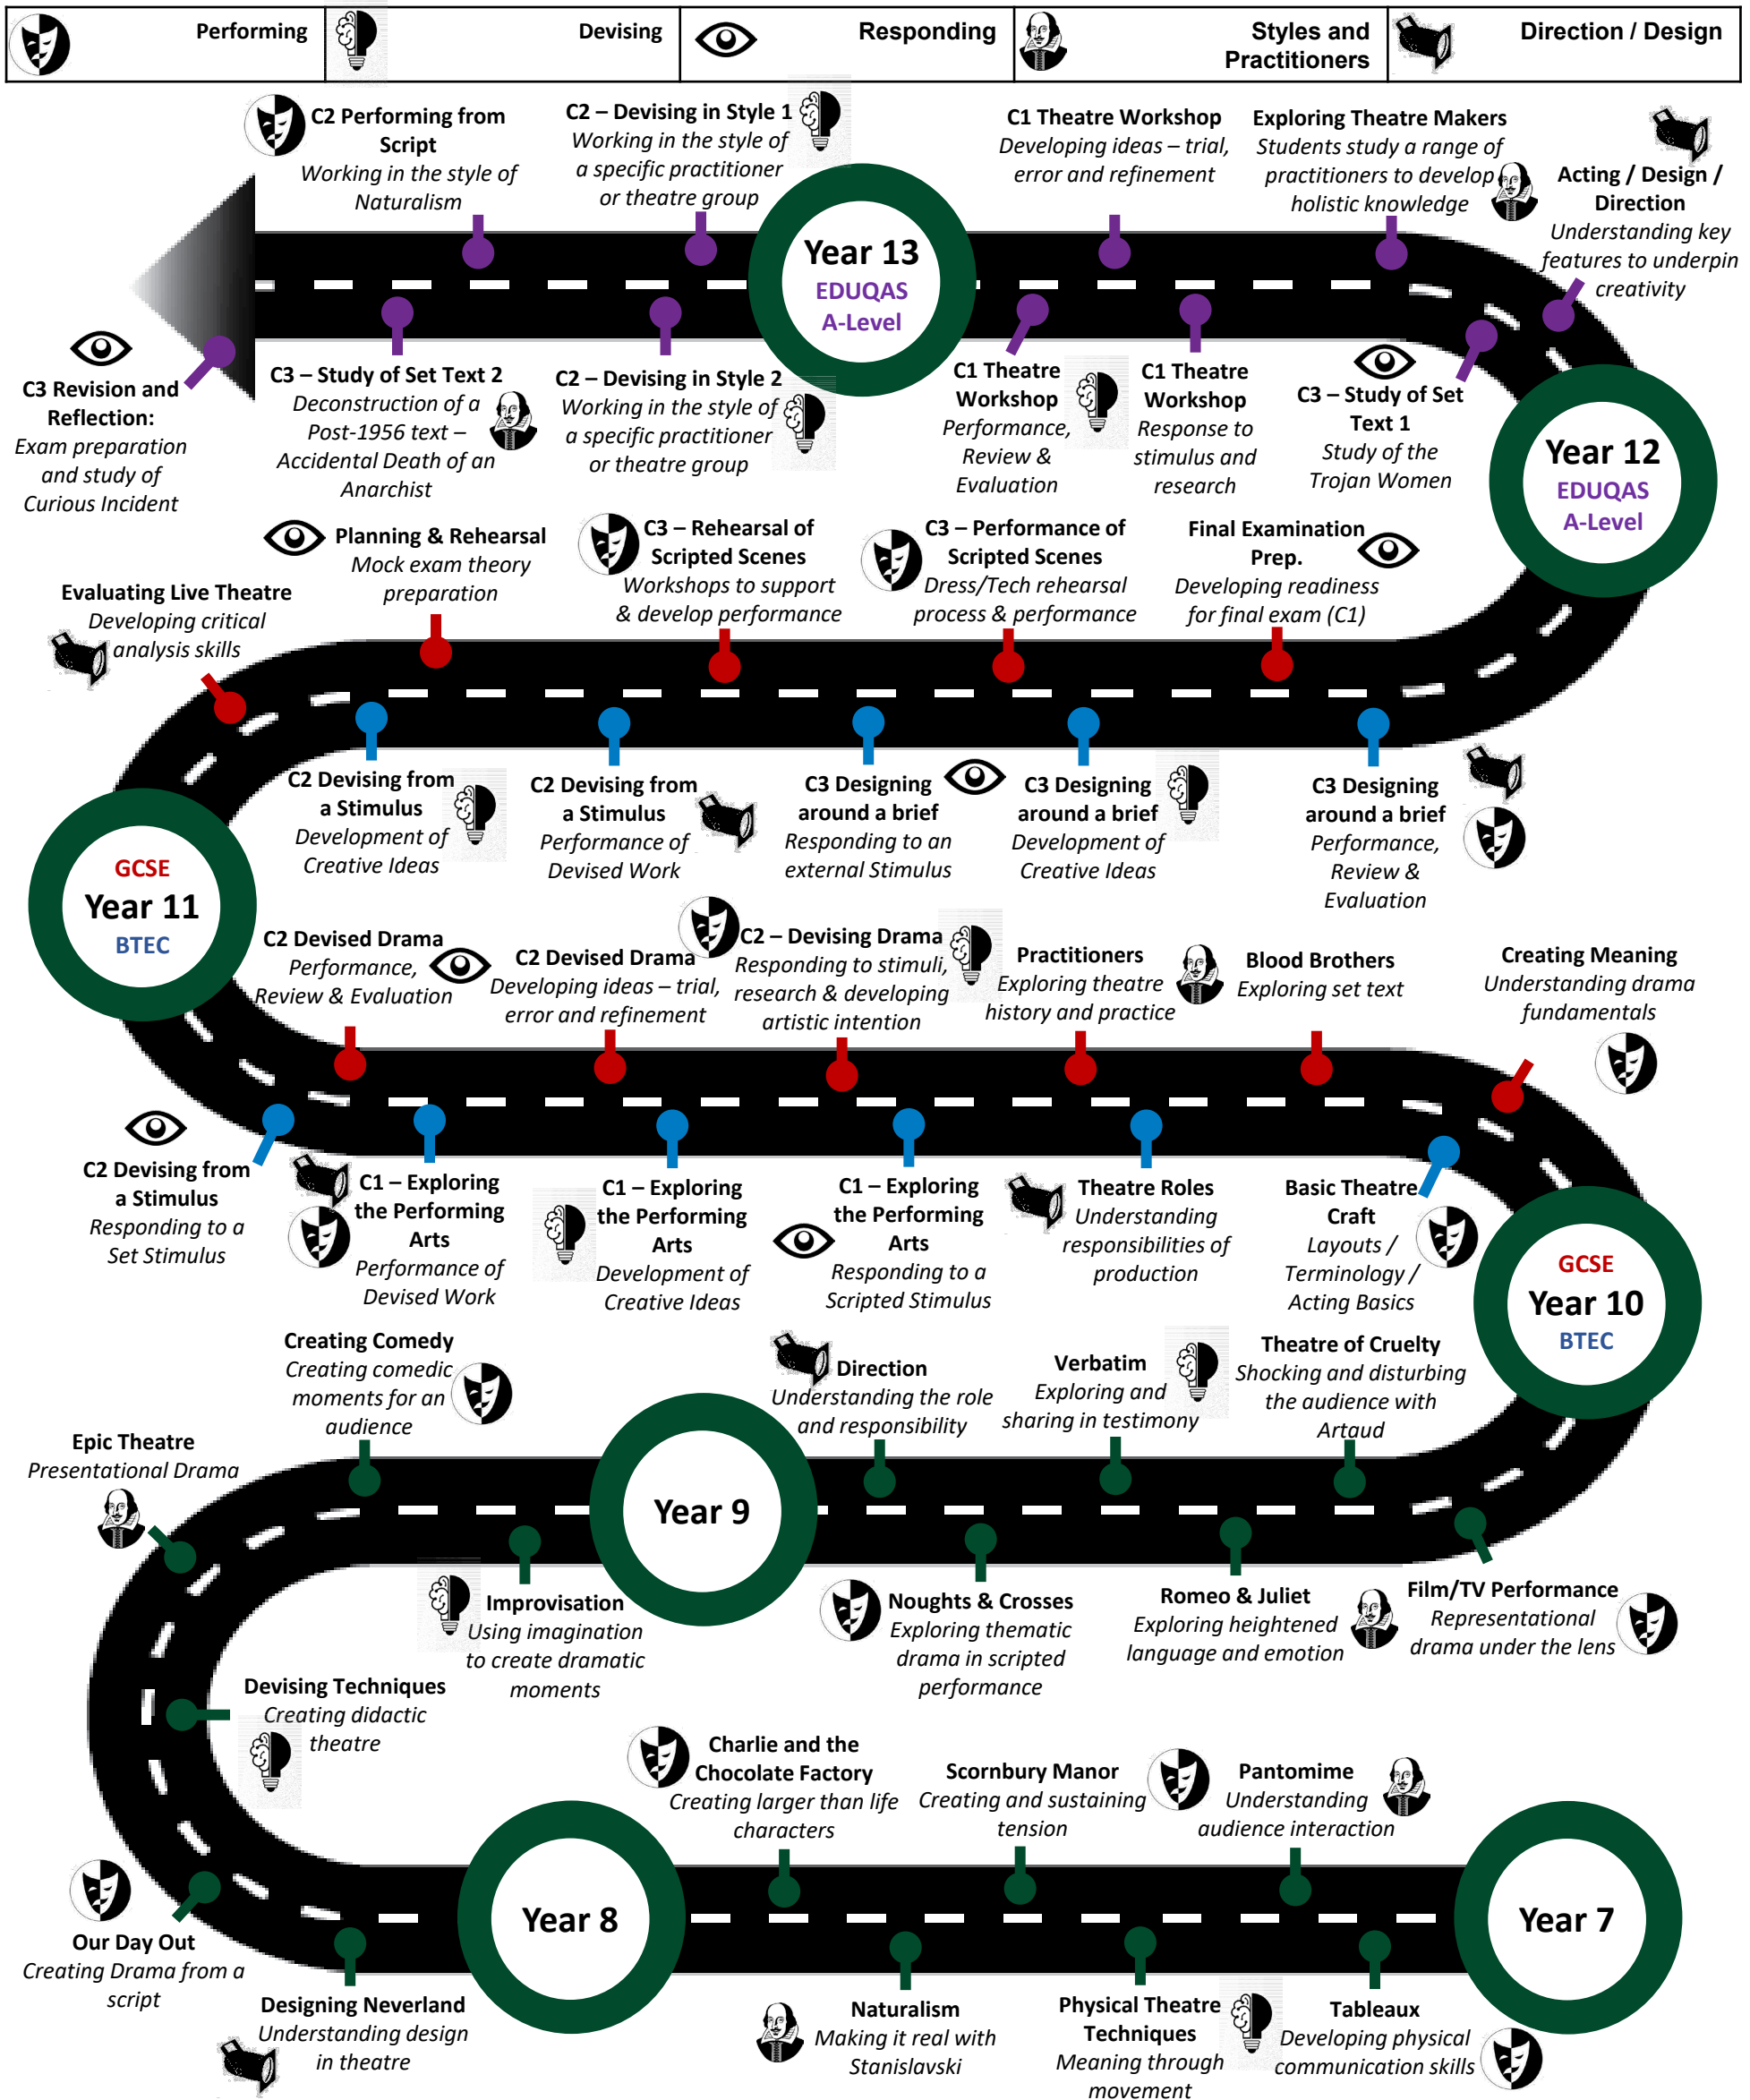 Performing
Devising
Responding
Styles and
Practitioners
Direction / Design
C2 Performing from
Script
Working in the style of
Naturalism
C2 – Devising in Style 1
Working in the style of
a specific practitioner
or theatre group
C1 Theatre Workshop
Developing ideas – trial,
error and refinement
Exploring Theatre Makers
Students study a range of
practitioners to develop
holistic knowledge
Acting / Design /
Direction
Understanding key
features to underpin
creativity
Year 13
EDUQAS
A-Level
C3 Revision and
Reflection:
Exam preparation
and study of
Curious Incident
C3 – Study of Set Text 2
Deconstruction of a
Post-1956 text –
Accidental Death of an
Anarchist
C2 – Devising in Style 2
Working in the style of
a specific practitioner
or theatre group
C1 Theatre
Workshop
Performance,
Review &
Evaluation
C1 Theatre
Workshop
Response to
stimulus and
research
C3 – Study of Set
Text 1
Study of the
Trojan Women
Year 12
EDUQAS
A-Level
Evaluating Live Theatre
Developing critical
analysis skills
Planning & Rehearsal
Mock exam theory
preparation
C3 – Rehearsal of
Scripted Scenes
Workshops to support
& develop performance
C3 – Performance of
Scripted Scenes
Dress/Tech rehearsal
process & performance
Final Examination
Prep.
Developing readiness
for final exam (C1)
C2 Devising from
a Stimulus
Development of
Creative Ideas
C2 Devising from
a Stimulus
Performance of
Devised Work
C3 Designing
around a brief
Responding to an
external Stimulus
C3 Designing
around a brief
Development of
Creative Ideas
C3 Designing
around a brief
Performance,
Review &
Evaluation
GCSE
Year 11
BTEC
C2 Devised Drama
Performance,
Review & Evaluation
C2 Devised Drama
Developing ideas – trial,
error and refinement
C2 – Devising Drama
Responding to stimuli,
research & developing
artistic intention
Practitioners
Exploring theatre
history and practice
Blood Brothers
Exploring set text
Creating Meaning
Understanding drama
fundamentals
C2 Devising from
a Stimulus
Responding to a
Set Stimulus
C1 – Exploring
the Performing
Arts
Performance of
Devised Work
C1 – Exploring
the Performing
Arts
Development of
Creative Ideas
C1 – Exploring
the Performing
Arts
Responding to a
Scripted Stimulus
Theatre Roles
Understanding
responsibilities of
production
Basic Theatre
Craft
Layouts /
Terminology /
Acting Basics
GCSE
Year 10
BTEC
Epic Theatre
Presentational Drama
Creating Comedy
Creating comedic
moments for an
audience
Direction
Understanding the role
and responsibility
Verbatim
Exploring and
sharing in testimony
Theatre of Cruelty
Shocking and disturbing
the audience with
Artaud
Year 9
Improvisation
Using imagination
to create dramatic
moments
Noughts & Crosses
Exploring thematic
drama in scripted
performance
Romeo & Juliet
Exploring heightened
language and emotion
Film/TV Performance
Representational
drama under the lens
Devising Techniques
Creating didactic
theatre
Charlie and the
Chocolate Factory
Creating larger than life
characters
Scornbury Manor
Creating and sustaining
tension
Pantomime
Understanding
audience interaction
Year 8
Year 7
Our Day Out
Creating Drama from a
script
Designing Neverland
Understanding design
in theatre
Naturalism
Making it real with
Stanislavski
Physical Theatre
Techniques
Meaning through
movement
Tableaux
Developing physical
communication skills